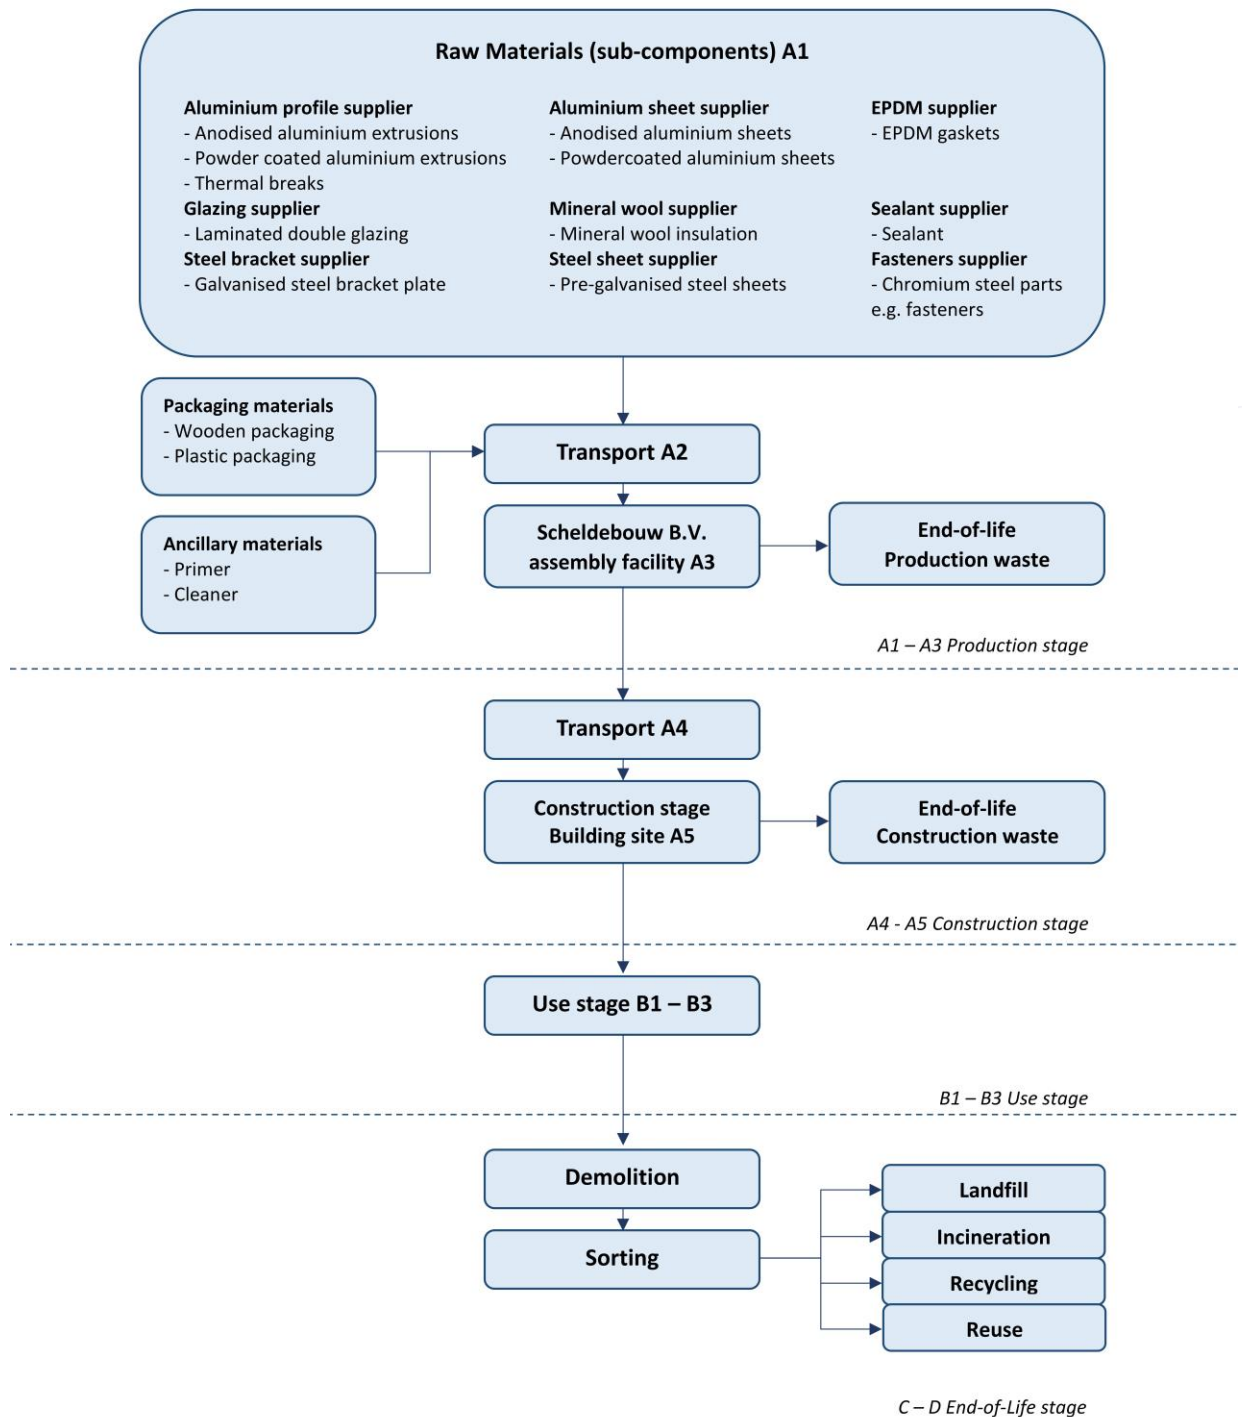 Raw Materials (sub-components) A1
Aluminium profile supplier
- Anodised aluminium extrusions
- Powder coated aluminium extrusions
- Thermal breaks
Aluminium sheet supplier
- Anodised aluminium sheets
- Powdercoated aluminium sheets
EPDM supplier
- EPDM gaskets
Glazing supplier
- Laminated double glazing
Mineral wool supplier
- Mineral wool insulation
Sealant supplier
- Sealant
Steel bracket supplier
- Galvanised steel bracket plate
Steel sheet supplier
- Pre-galvanised steel sheets
Fasteners supplier
- Chromium steel parts
e.g. fasteners
Packaging materials
- Wooden packaging
- Plastic packaging
Transport A2
Ancillary materials
- Primer
- Cleaner
Scheldebouw B.V.
assembly facility A3
End-of-life
Production waste
A1 – A3 Production stage
Transport A4
Construction stage
Building site A5
End-of-life
Construction waste
A4 - A5 Construction stage
Use stage B1 – B3
B1 – B3 Use stage
Demolition
Sorting
Landfill
Incineration
Recycling
Reuse
C – D End-of-Life stage